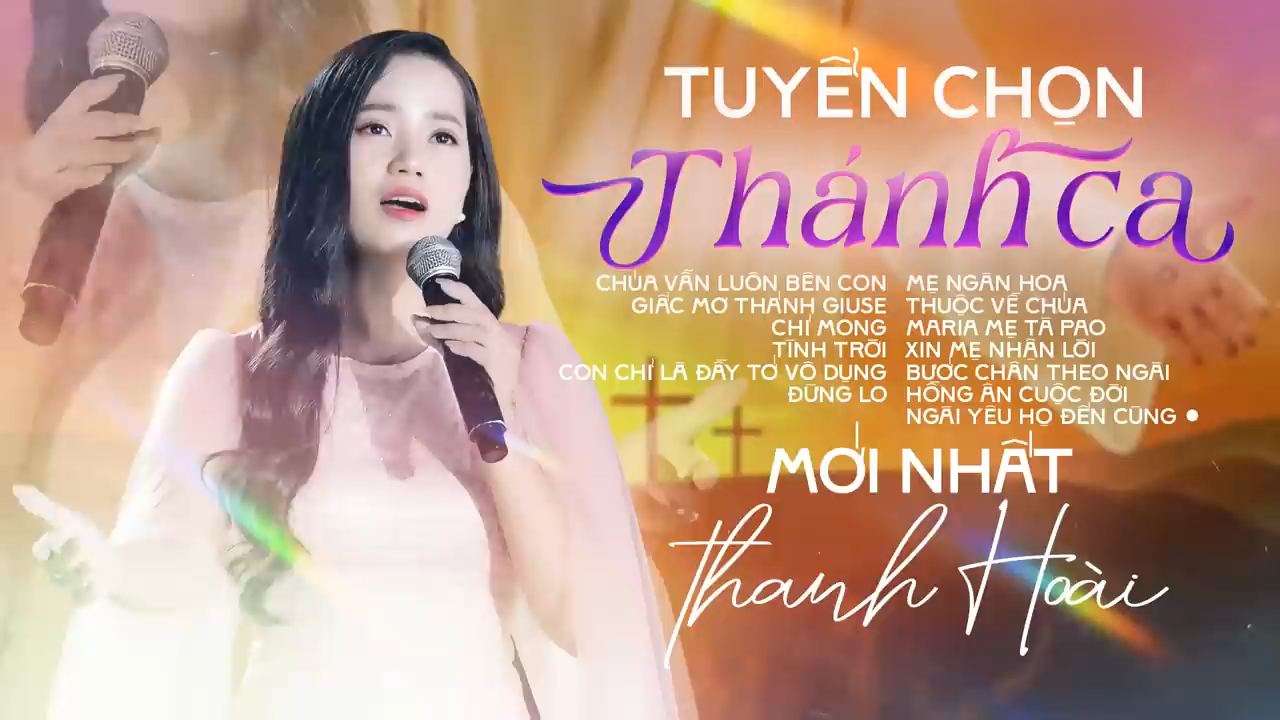 TUYỂN CHỌN
Thánh ca
CHÚA VẪN LUÔN BÊN CON
GIẤC MƠ THÁNH GIUSE
CHỈ MONG
TÌNH TRỜI
CON CHỈ LÀ ĐẦY TỚ VÔ DỤNG
ĐỪNG LO
MẸ NGÀN HOA
THUỘC VỀ CHÚA
MARIA MẸ TÀ PAO
XIN MẸ NHẬN LỜI
BƯỚC CHÂN THEO NGÀI
HỒNG ÂN CUỘC ĐỜI
NGÀI YÊU HỌ ĐẾN CÙNG
MỚI NHẤT
Thanh Hoài